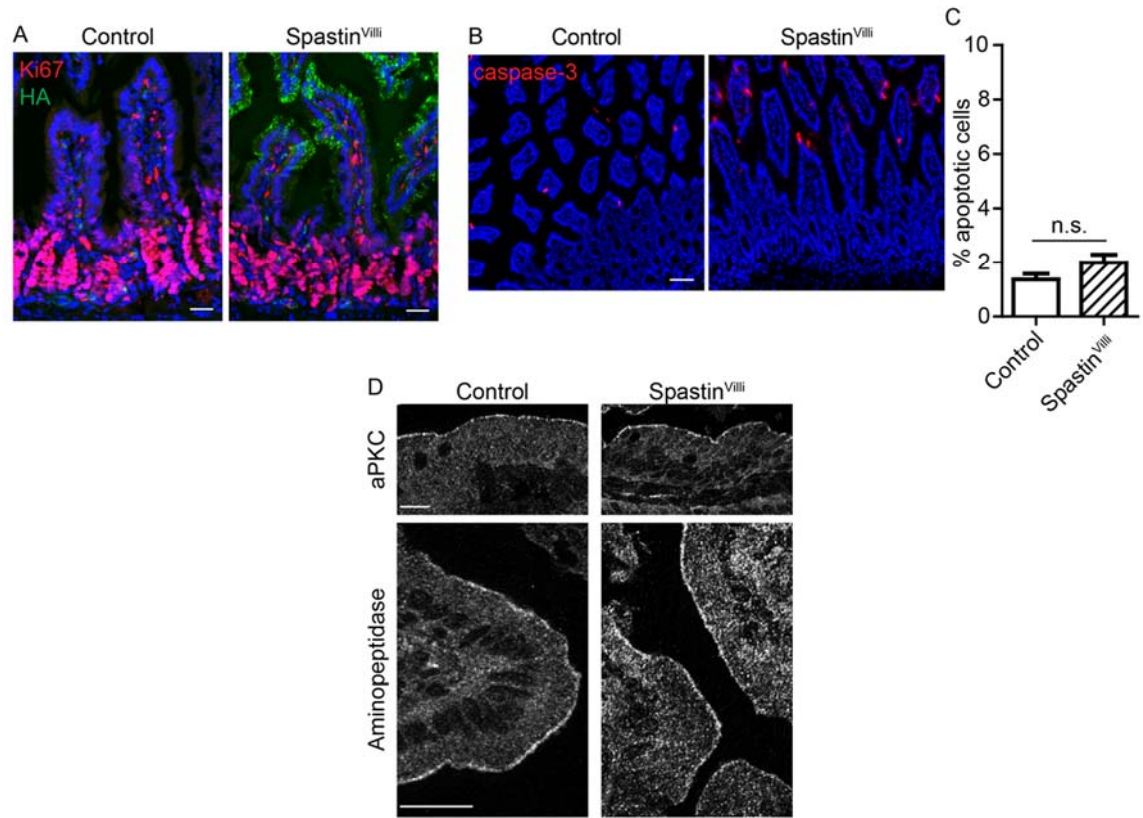 A
Control
Spastin^Villi
Ki67
HA
B
Control
Spastin^Villi
caspase-3
C
% apoptotic cells
10
8
6
4
2
0
n.s.
Control
Spastin^Villi
D
Control
Spastin^Villi
aPKC
Aminopeptidase